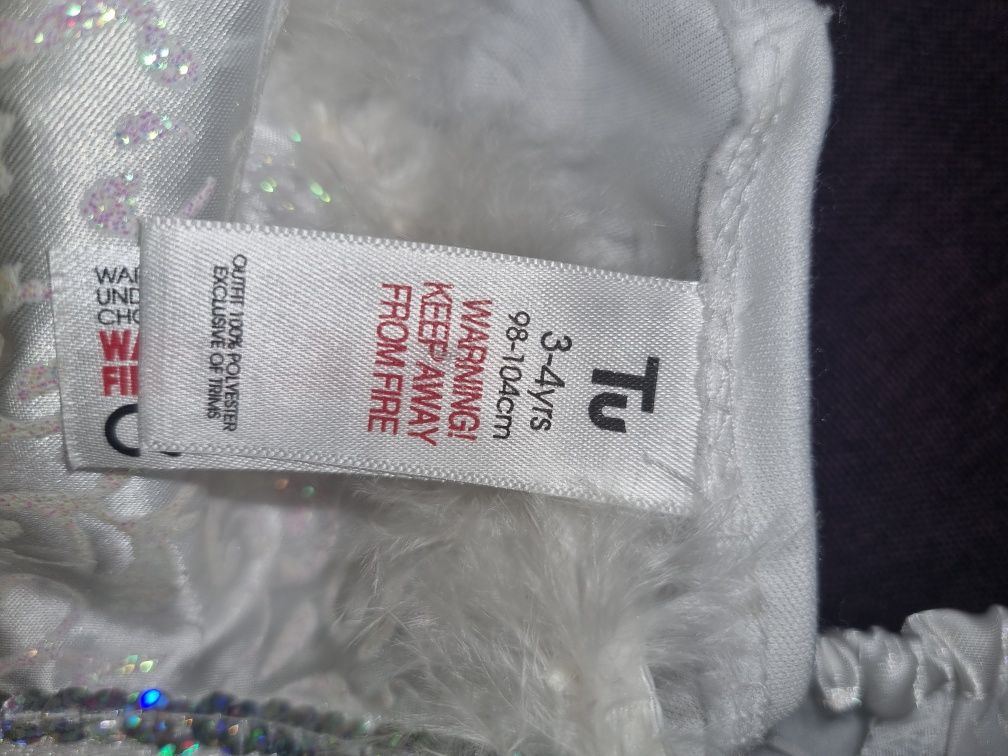 Tu
3-4yrs
98-104cm
WARNING!
KEEP AWAY
FROM FIRE
OUTFIT 100% POLYESTER
EXCLUSIVE OF TRIMS